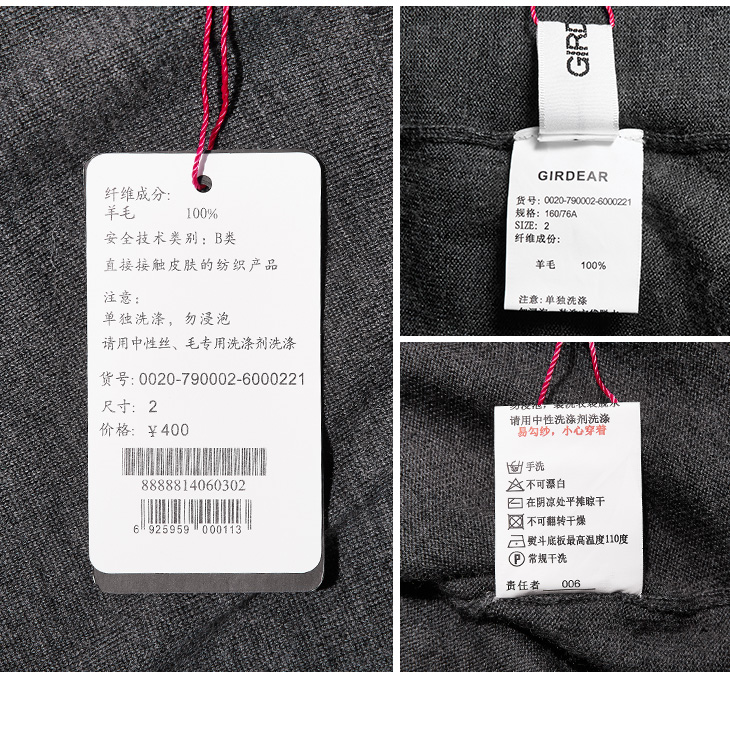 纤维成分:
羊毛 100%
安全技术类别: B类
直接接触皮肤的纺织产品
注意:
单独洗涤, 勿浸泡
请用中性丝、毛专用洗涤剂洗涤
货号: 0020-790002-6000221
尺寸: 2
价格: ¥400
8888814060302
6 925959 000113
GIRDEAR
货号: 0020-790002-6000221
规格: 160/76A
SIZE: 2
纤维成份:
羊毛 100%
注意: 单独洗涤
请用中性洗涤剂洗涤
易勾纱，小心穿着
手洗
不可漂白
在阴凉处平摊晾干
不可翻转干燥
熨斗底板最高温度110度
P 常规干洗
责任者 006